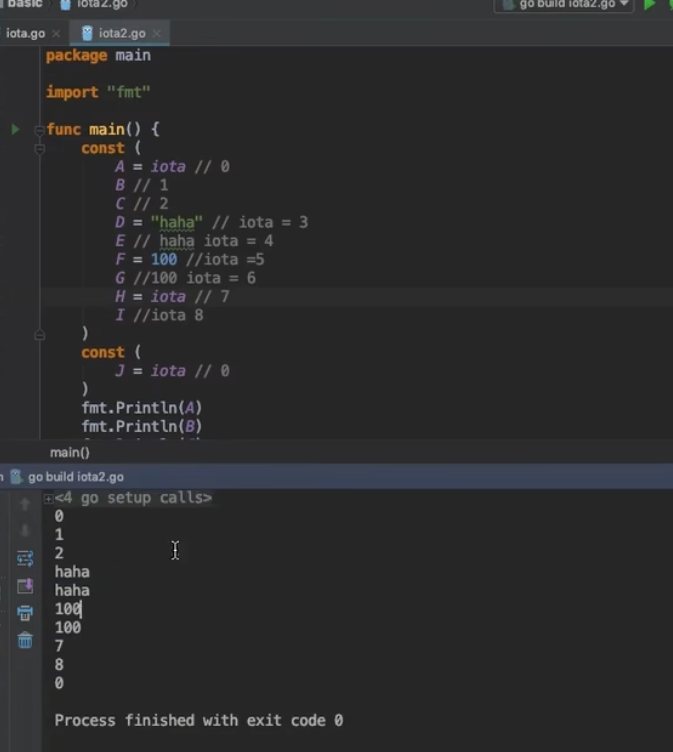 basic iota2.go go build iota2.go
iota.go × iota2.go ×
package main
import "fmt"
func main() {
const (
A = iota // 0
B // 1
C // 2
D = "haha" // iota = 3
E // haha iota = 4
F = 100 //iota =5
G //100 iota = 6
H = iota // 7
I //iota 8
)
const (
J = iota // 0
)
fmt.Println(A)
fmt.Println(B)
main()
go build iota2.go
<4 go setup calls>
0
1
2
haha
haha
100
100
7
8
0
Process finished with exit code 0